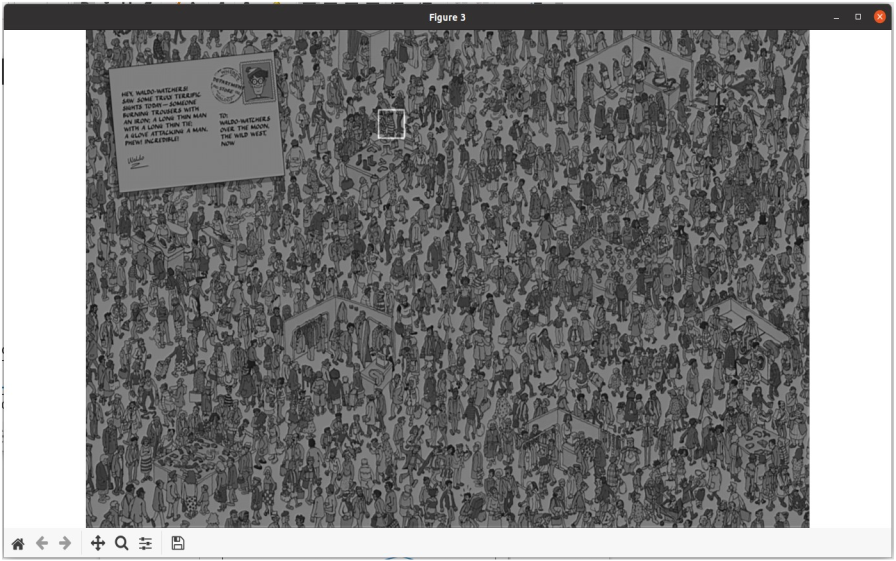 Figure 3
HEY, WALDO-WATCHERS!
SAW SOME TRULY TERRIFIC
SIGHTS TODAY — SOMEONE
BURNING TROUSERS WITH
AN IRON; A LONG THIN MAN
WITH A LONG THIN TIE;
A GLOVE ATTACKING A MAN.
PHEW! INCREDIBLE!
Waldo
TO:
WALDO-WATCHERS
OVER THE MOON,
THE WILD WEST,
NOW